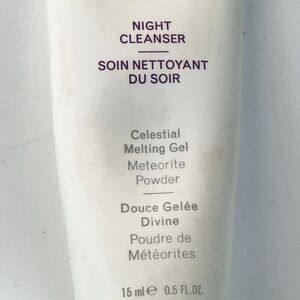 NIGHT
CLEANSER
SOIN NETTOYANT
DU SOIR
Celestial
Melting Gel
Meteorite
Powder
Douce Gelée
Divine
Poudre de
Météorites
15 ml ℮ 0.5 FL.OZ.